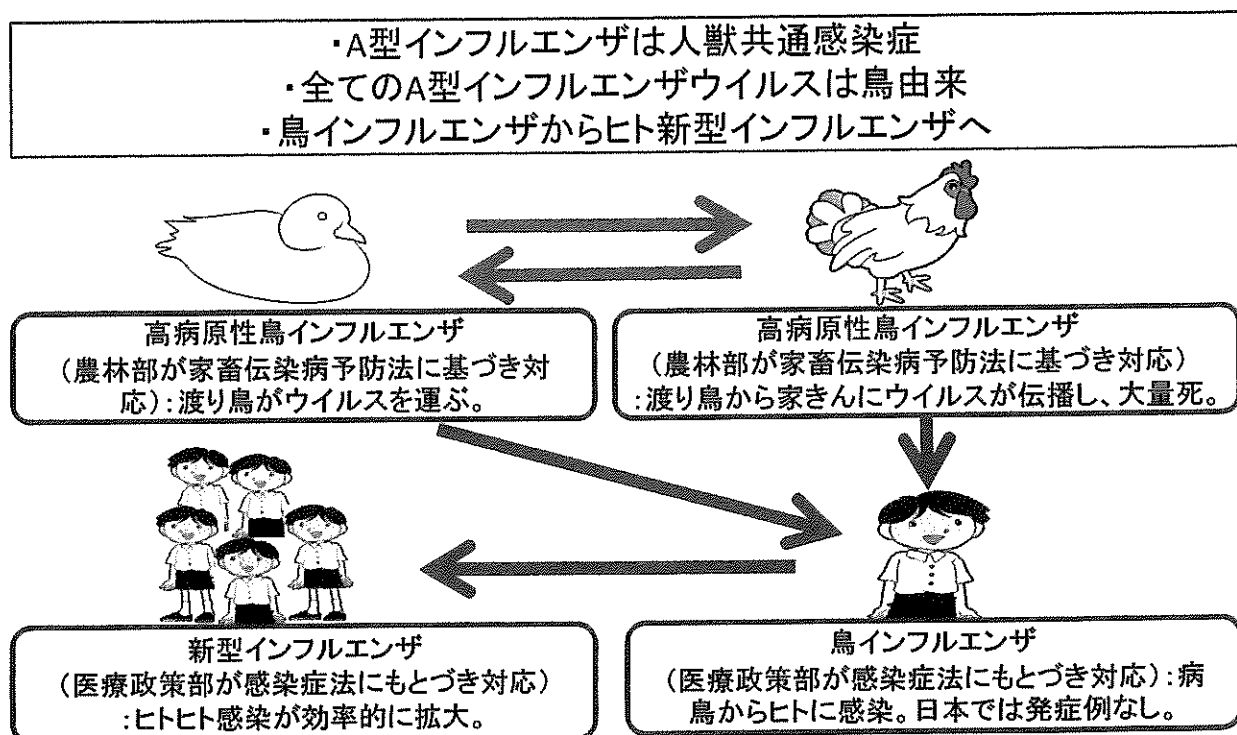 ・A型インフルエンザは人獣共通感染症
・全てのA型インフルエンザウイルスは鳥由来
・鳥インフルエンザからヒト新型インフルエンザへ
高病原性鳥インフルエンザ
(農林部が家畜伝染病予防法に基づき対
応):渡り鳥がウイルスを運ぶ。
高病原性鳥インフルエンザ
(農林部が家畜伝染病予防法に基づき対応)
:渡り鳥から家きんにウイルスが伝播し、大量死。
新型インフルエンザ
(医療政策部が感染症法にもとづき対応)
:ヒトヒト感染が効率的に拡大。
鳥インフルエンザ
(医療政策部が感染症法にもとづき対応):病
鳥からヒトに感染。日本では発症例なし。